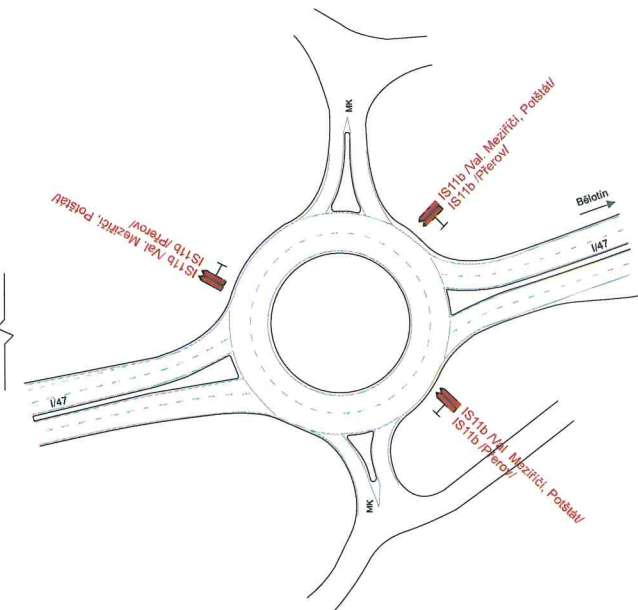 MK
IS11b /Val. Meziříčí, Potštát/
IS11b /Přerov/
Bělotín
I/47
IS11b /Val. Meziříčí, Potštát/
IS11b /Přerov/
I/47
IS11b /Val. Meziříčí, Potštát/
IS11b /Přerov/
MK